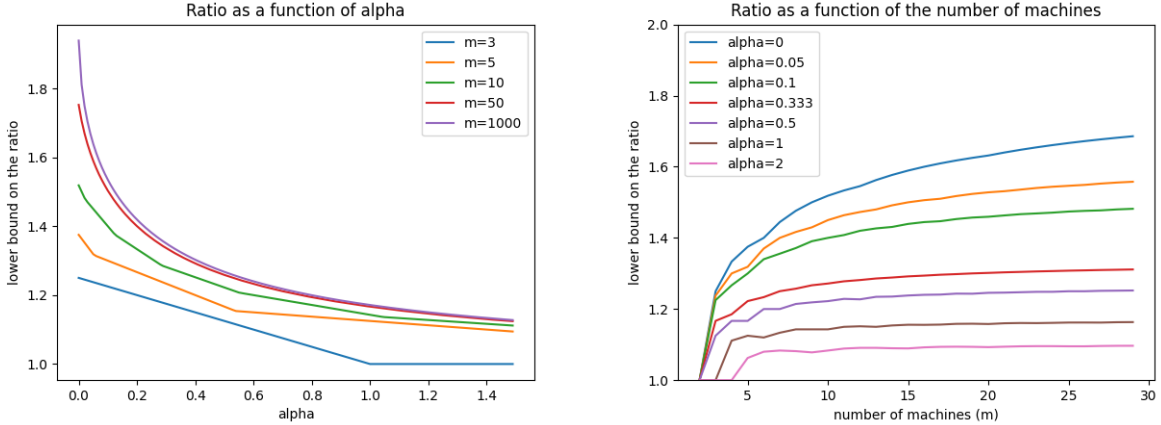 Ratio as a function of alpha
lower bound on the ratio
1.8
1.6
1.4
1.2
1.0
0.0
0.2
0.4
0.6
0.8
1.0
1.2
1.4
alpha
m=3
m=5
m=10
m=50
m=1000
Ratio as a function of the number of machines
lower bound on the ratio
2.0
1.8
1.6
1.4
1.2
1.0
5
10
15
20
25
30
number of machines (m)
alpha=0
alpha=0.05
alpha=0.1
alpha=0.333
alpha=0.5
alpha=1
alpha=2